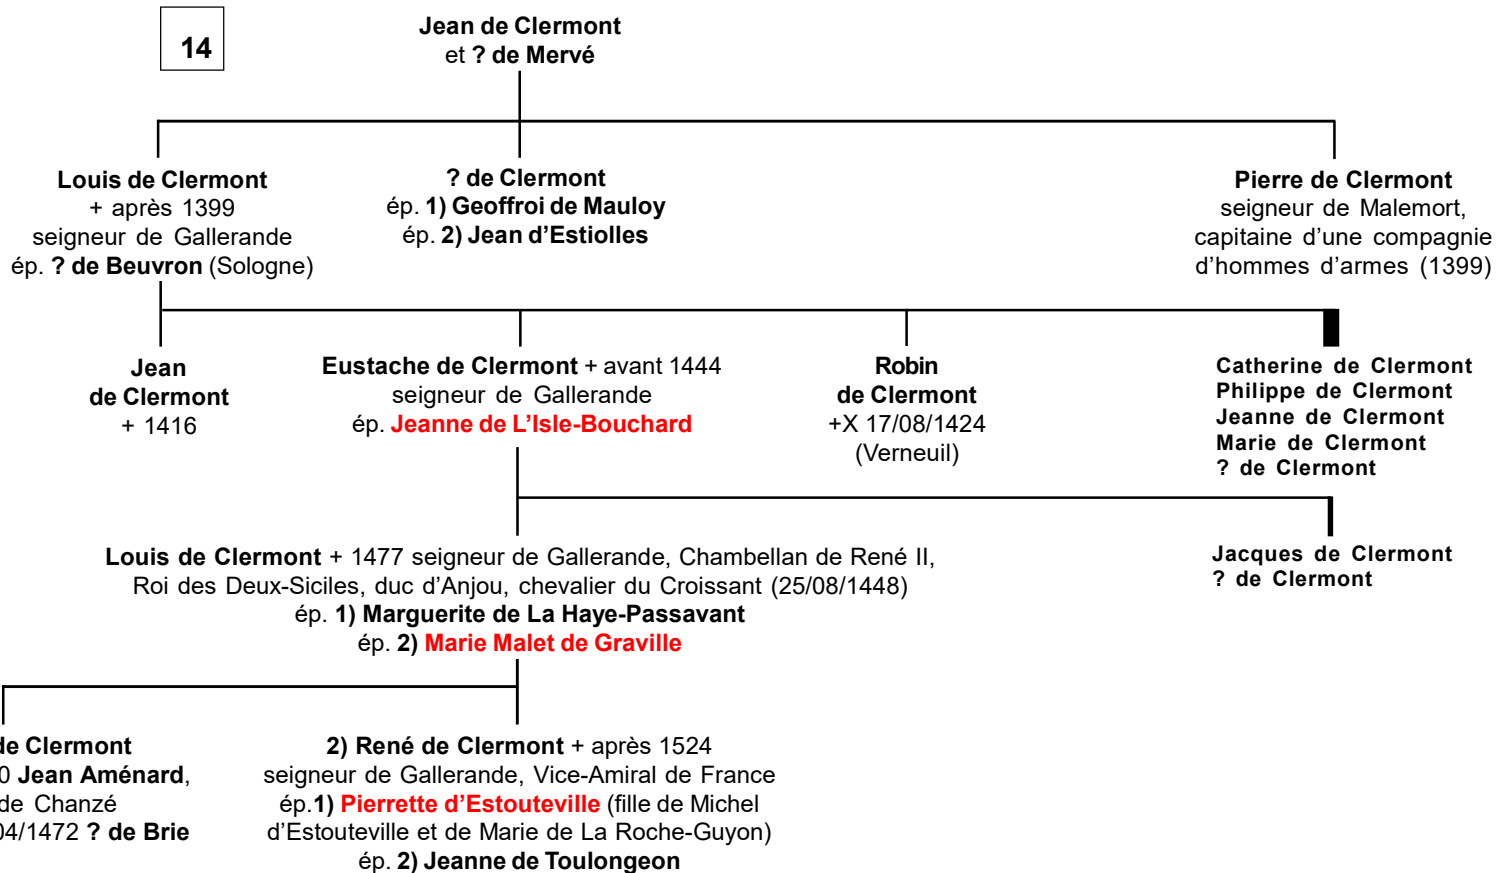 14
Jean de Clermont
et ? de Mervé
Louis de Clermont
+ après 1399
seigneur de Gallerande
ép. ? de Beuvron (Sologne)
? de Clermont
ép. 1) Geoffroi de Mauloy
ép. 2) Jean d'Estiolles
Pierre de Clermont
seigneur de Malemort,
capitaine d'une compagnie
d'hommes d'armes (1399)
Jean
de Clermont
+ 1416
Eustache de Clermont + avant 1444
seigneur de Gallerande
ép. Jeanne de L'Isle-Bouchard
Robin
de Clermont
+X 17/08/1424
(Verneuil)
Catherine de Clermont
Philippe de Clermont
Jeanne de Clermont
Marie de Clermont
? de Clermont
Louis de Clermont + 1477 seigneur de Gallerande, Chambellan de René II,
Roi des Deux-Siciles, duc d'Anjou, chevalier du Croissant (25/08/1448)
ép. 1) Marguerite de La Haye-Passavant
ép. 2) Marie Malet de Graville
Jacques de Clermont
? de Clermont
de Clermont
0 Jean Aménard,
de Chanzé
04/1472 ? de Brie
2) René de Clermont + après 1524
seigneur de Gallerande, Vice-Amiral de France
ép.1) Pierrette d'Estouteville (fille de Michel
d'Estouteville et de Marie de La Roche-Guyon)
ép. 2) Jeanne de Toulongeon